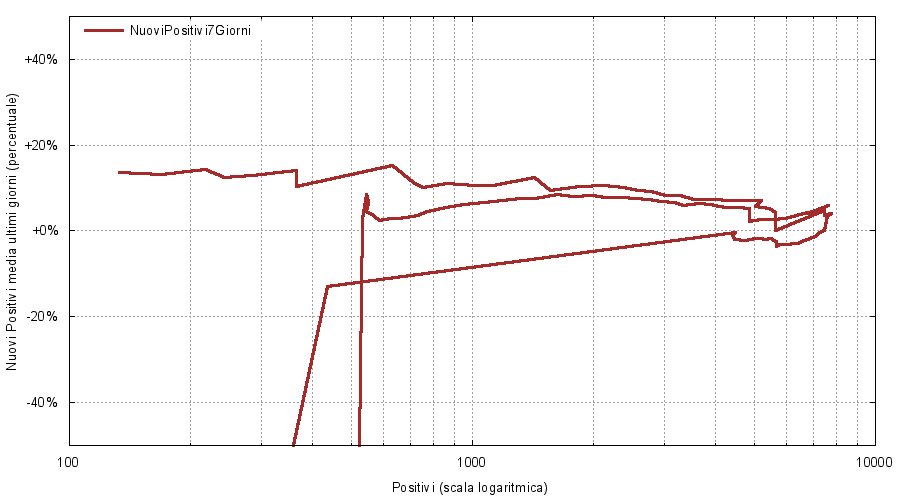 NuoviPositivi7Giorni
+40%
+20%
+0%
-20%
-40%
Nuovi Positivi media ultimi giorni (percentuale)
100
1000
10000
Positivi (scala logaritmica)